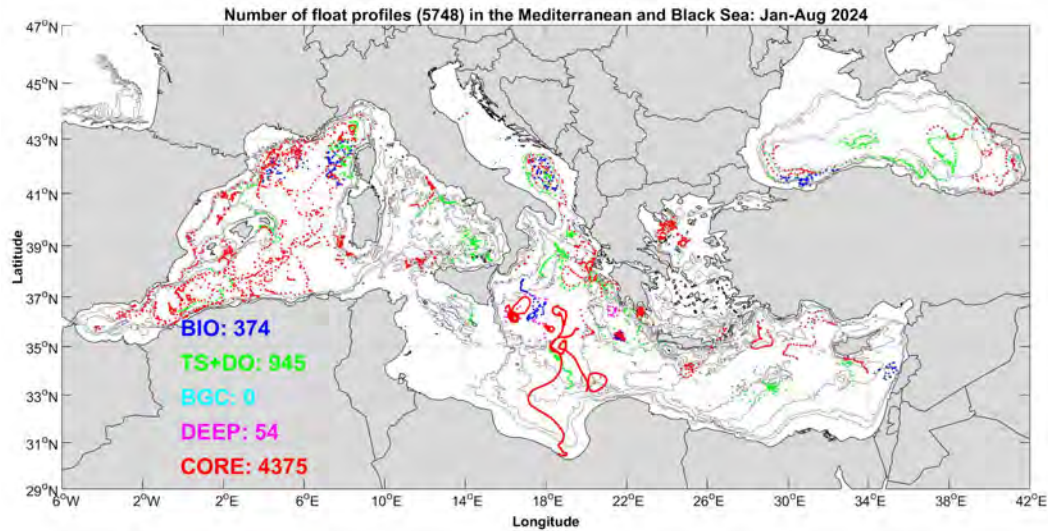 Number of float profiles (5748) in the Mediterranean and Black Sea: Jan-Aug 2024
47°N
45°N
43°N
41°N
39°N
37°N
35°N
33°N
31°N
29°N
Latitude
BIO: 374
TS+DO: 945
BGC: 0
DEEP: 54
CORE: 4375
6°W 2°W 2°E 6°E 10°E 14°E 18°E 22°E 26°E 30°E 34°E 38°E 42°E
Longitude